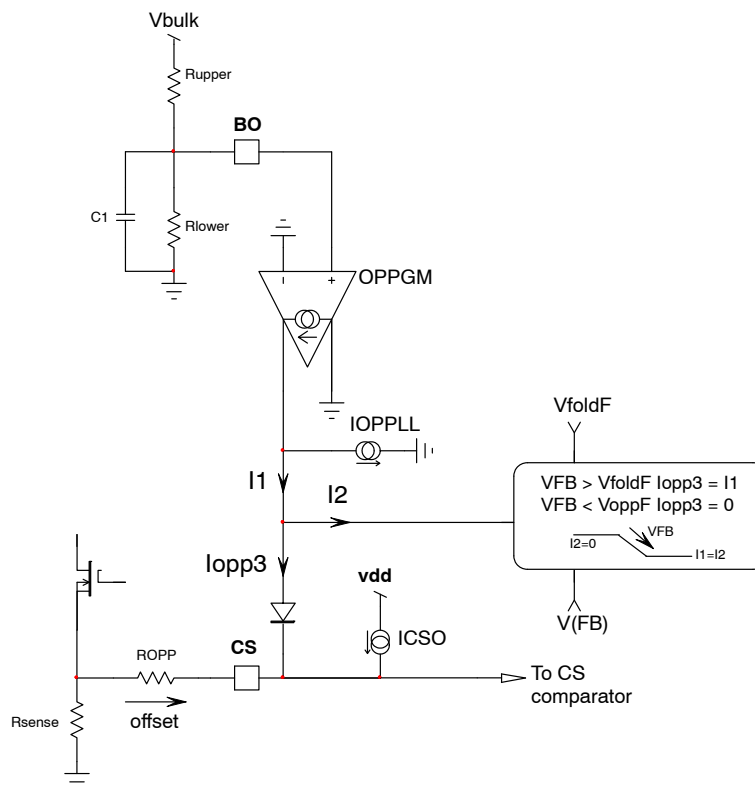 Vbulk
Rupper
BO
C1
Rlower
- +
OPPGM
IOPPLL
VfoldF
I1
I2
VFB > VfoldF Iopp3 = I1
VFB < VoppF Iopp3 = 0
VFB
I2=0
I1=I2
Iopp3
vdd
V(FB)
ICSO
ROPP
CS
To CS
comparator
offset
Rsense